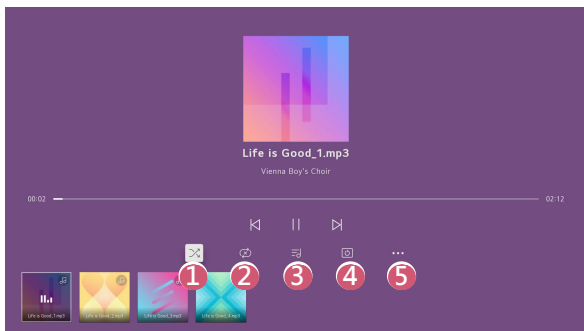 Life is Good_1.mp3
Vienna Boy's Choir
00:02
02:12
1 2 3 4 5
Life is Good_1.mp3 Life is Good_2.mp3 Life is Good_3.mp3 Life is Good_4.mp3